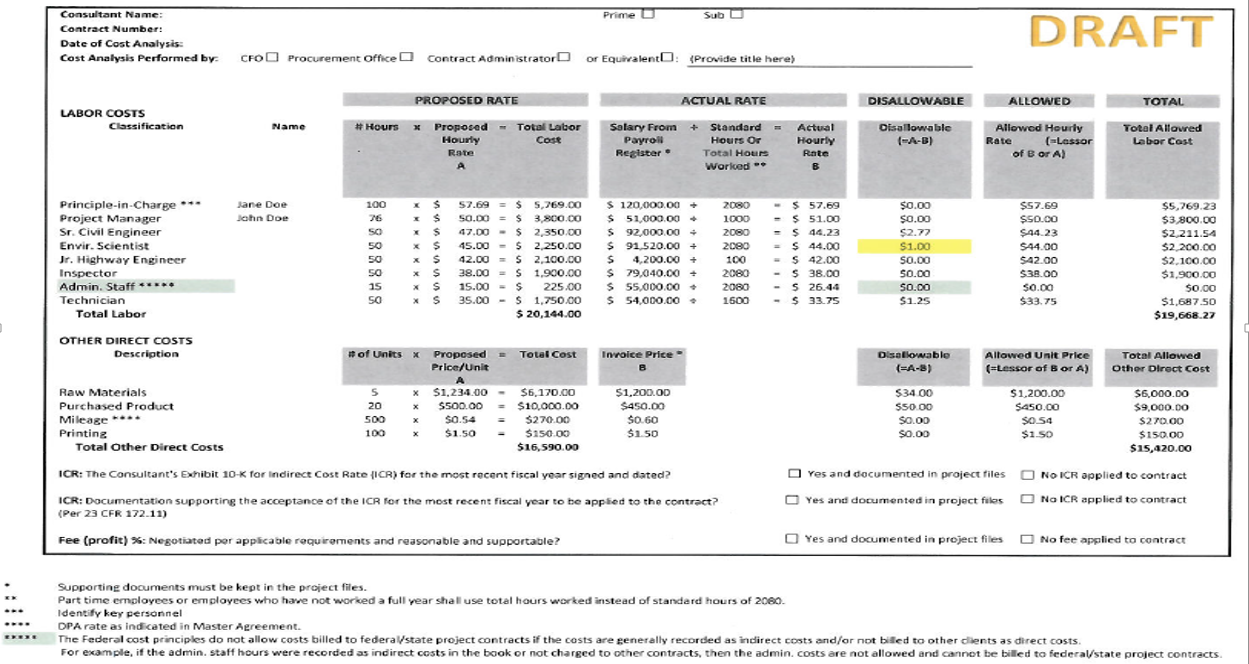 Consultant Name: Prime ☐ Sub ☐
DRAFT
Contract Number:
Date of Cost Analysis:
Cost Analysis Performed by: CFO ☐ Procurement Office ☐ Contract Administrator ☐ or Equivalent ☐: (Provide title here)
PROPOSED RATE ACTUAL RATE DISALLOWABLE ALLOWED TOTAL
LABOR COSTS
Classification Name # Hours x Proposed = Total Labor Salary From ÷ Standard = Actual Disallowable Allowed Hourly Total Allowed
Hourly Cost Payroll Hours Or Hourly (=A-B) Rate (=Lessor Labor Cost
Rate Register * Total Hours Rate of B or A)
A Worked ** B
Principle-in-Charge *** Jane Doe 100 x $ 57.69 = $ 5,769.00 $ 120,000.00 ÷ 2080 = $ 57.69 $0.00 $57.69 $5,769.23
Project Manager John Doe 76 x $ 50.00 = $ 3,800.00 $ 51,000.00 ÷ 1000 = $ 51.00 $0.00 $50.00 $3,800.00
Sr. Civil Engineer 50 x $ 47.00 = $ 2,350.00 $ 92,000.00 ÷ 2080 = $ 44.23 $2.77 $44.23 $2,211.54
Envir. Scientist 50 x $ 45.00 = $ 2,250.00 $ 91,520.00 ÷ 2080 = $ 44.00 $1.00 $44.00 $2,200.00
Jr. Highway Engineer 50 x $ 42.00 = $ 2,100.00 $ 4,200.00 ÷ 100 = $ 42.00 $0.00 $42.00 $2,100.00
Inspector 50 x $ 38.00 = $ 1,900.00 $ 79,040.00 ÷ 2080 = $ 38.00 $0.00 $38.00 $1,900.00
Admin. Staff ***** 15 x $ 15.00 = $ 225.00 $ 55,000.00 ÷ 2080 = $ 26.44 $0.00 $0.00 $0.00
Technician 50 x $ 35.00 = $ 1,750.00 $ 54,000.00 ÷ 1600 = $ 33.75 $1.25 $33.75 $1,687.50
Total Labor $ 20,144.00 $19,668.27
OTHER DIRECT COSTS
Description # of Units x Proposed = Total Cost Invoice Price * Disallowable Allowed Unit Price Total Allowed
Price/Unit B (=A-B) (=Lessor of B or A) Other Direct Cost
A
Raw Materials 5 x $1,234.00 = $6,170.00 $1,200.00 $34.00 $1,200.00 $6,000.00
Purchased Product 20 x $500.00 = $10,000.00 $450.00 $50.00 $450.00 $9,000.00
Mileage **** 500 x $0.54 = $270.00 $0.60 $0.00 $0.54 $270.00
Printing 100 x $1.50 = $150.00 $1.50 $0.00 $1.50 $150.00
Total Other Direct Costs $16,590.00 $15,420.00
ICR: The Consultant's Exhibit 10-K for Indirect Cost Rate (ICR) for the most recent fiscal year signed and dated? ☐ Yes and documented in project files ☐ No ICR applied to contract
ICR: Documentation supporting the acceptance of the ICR for the most recent fiscal year to be applied to the contract? ☐ Yes and documented in project files ☐ No ICR applied to contract
(Per 23 CFR 172.11)
Fee (profit) %: Negotiated per applicable requirements and reasonable and supportable? ☐ Yes and documented in project files ☐ No fee applied to contract
* Supporting documents must be kept in the project files.
** Part time employees or employees who have not worked a full year shall use total hours worked instead of standard hours of 2080.
*** Identify key personnel
**** DPA rate as indicated in Master Agreement.
***** The Federal cost principles do not allow costs billed to federal/state project contracts if the costs are generally recorded as indirect costs and/or not billed to other clients as direct costs.
For example, if the admin. staff hours were recorded as indirect costs in the book or not charged to other contracts, then the admin. costs are not allowed and cannot be billed to federal/state project contracts.